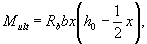 M_ult = R_b bx(h_0 − 1/2 x),